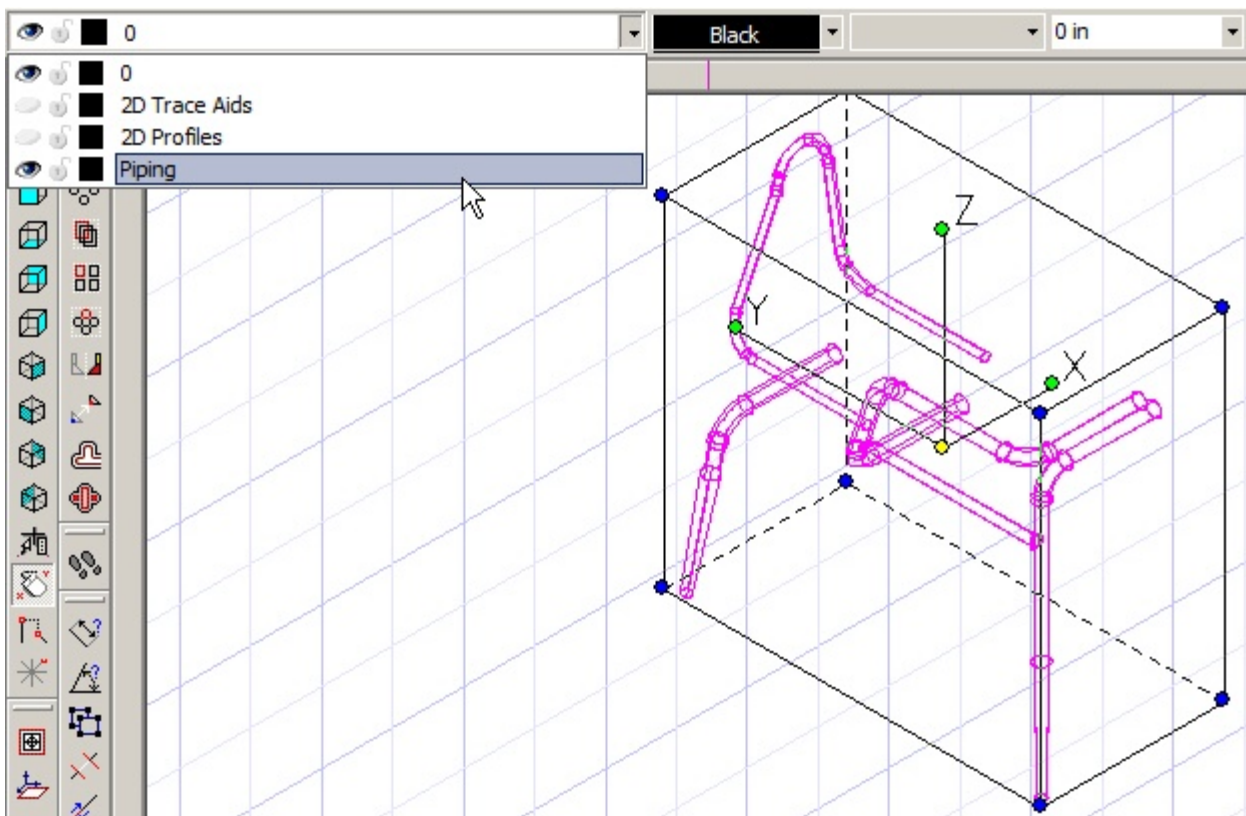 0
Black
0 in
0
2D Trace Aids
2D Profiles
Piping
Z
Y
X